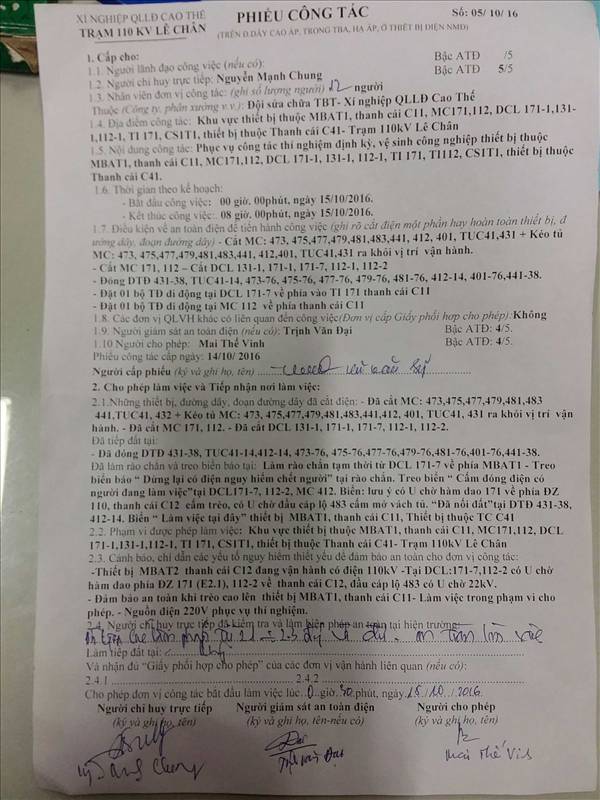 XÍ NGHIỆP QLLĐ CAO THẾ
TRẠM 110 KV LÊ CHÂN
PHIẾU CÔNG TÁC
Số: 05/ 10/ 16
(TRÊN Đ.DÂY CAO ÁP, TRONG TBA, HẠ ÁP, Ở THIẾT BỊ ĐIỆN NMĐ)
1. Cấp cho:
1.1. Người lãnh đạo công việc (nếu có): Bậc ATĐ /5
1.2. Người chỉ huy trực tiếp: Nguyễn Mạnh Chung Bậc ATĐ 5/5
1.3. Nhân viên đơn vị công tác: (ghi số lượng người) 12 người
Thuộc (Công ty, phân xưởng v.v.): Đội sửa chữa TBT- Xí nghiệp QLLĐ Cao Thế
1.4. Địa điểm công tác: Khu vực thiết bị thuộc MBAT1, thanh cái C11, MC171,112, DCL 171-1,131-
1,112-1, TI 171, CS1T1, thiết bị thuộc Thanh cái C41- Trạm 110kV Lê Chân
1.5. Nội dung công tác: Phục vụ công tác thí nghiệm định kỳ, vệ sinh công nghiệp thiết bị thuộc
MBAT1, thanh cái C11, MC171,112, DCL 171-1, 131-1, 112-1, TI 171, TI112, CS1T1, thiết bị thuộc
Thanh cái C41.
1.6. Thời gian theo kế hoạch:
- Bắt đầu công việc: 00 giờ. 00phút, ngày 15/10/2016.
- Kết thúc công việc:. 08 giờ. 00phút, ngày 15/10/2016.
1.7. Điều kiện về an toàn điện để tiến hành công việc (ghi rõ cắt điện một phần hay hoàn toàn thiết bị, đ
ường dây, đoạn đường dây) - Cắt MC: 473, 475,477,479,481,483,441, 412, 401, TUC41,431 + Kéo tủ
MC: 473, 475,477,479,481,483,441, 412,401, TUC41,431 ra khỏi vị trí vận hành.
- Cắt MC 171, 112 – Cắt DCL 131-1, 171-1, 171-7, 112-1, 112-2
- Đóng DTĐ 431-38, TUC41-14, 473-76, 475-76, 477-76, 479-76, 481-76, 412-14, 401-76,441-38.
- Đặt 01 bộ TĐ di động tại DCL 171-7 về phía vào TI 171 thanh cái C11
- Đặt 01 bộ TĐ di động tại MC 112 về phía thanh cái C11
1.8. Các đơn vị QLVH khác có liên quan đến công việc(Đơn vị cấp Giấy phối hợp cho phép):Không
1.9. Người giám sát an toàn điện (nếu có): Trịnh Văn Đại Bậc ATĐ: 4/5.
1.10 Người cho phép: Mai Thế Vinh Bậc ATĐ: 4/5.
Phiếu công tác cấp ngày: 14/10/ 2016
Người cấp phiếu (ký và ghi họ, tên)
2. Cho phép làm việc và Tiếp nhận nơi làm việc:
2.1.Những thiết bị, đường dây, đoạn đường dây đã cắt điện: - Đã cắt MC: 473,475,477,479,481,483
441,TUC41, 432 + Kéo tủ MC: 473, 475,477,479,481,483,441,412, 401, TUC41, 431 ra khỏi vị trí vận
hành. - Đã cắt MC 171, 112. - Đã cắt DCL 131-1, 171-1, 171-7, 112-1, 112-2.
Đã tiếp đất tại:
- Đã đóng DTĐ 431-38, TUC41-14,412-14, 473-76, 475-76,477-76,479-76,481-76,401-76,441-38.
Đã làm rào chắn và treo biển báo tại: Làm rào chắn tạm thời từ DCL 171-7 về phía MBAT1 - Treo
biển báo “ Dừng lại có điện nguy hiểm chết người” tại rào chắn. Treo biển “ Cấm đóng điện có
người đang làm việc”tại DCL171-7, 112-2, MC 412. Biển: lưu ý có U chờ hàm dao 171 về phía ĐZ
110, thanh cái C12 cấm trèo, có U chờ đầu cáp lộ 483 cấm mở vách tủ. “Đã nối đất”tại DTĐ 431-38,
412-14. Biển “ Làm việc tại đây” thiết bị MBAT1, thanh cái C11, Thiết bị thuộc TC C41
2.2. Phạm vi được phép làm việc: Khu vực thiết bị thuộc MBAT1, thanh cái C11, MC171,112, DCL
171-1,131-1,112-1, TI 171, CS1T1, thiết bị thuộc Thanh cái C41- Trạm 110kV Lê Chân
2.3. Cảnh báo, chỉ dẫn các yếu tố nguy hiểm thiết yếu để đảm bảo an toàn cho đơn vị công tác:
-Thiết bị MBAT2 thanh cái C12 đang vận hành có điện 110kV -Tại DCL:171-7,112-2 có U chờ
hàm dao phía ĐZ 171 (E2.1), 112-2 về thanh cái C12, đầu cáp lộ 483 có U chờ 22kV.
- Đảm bảo an toàn khi trèo cao lên thiết bị MBAT1, thanh cái C11- Làm việc trong phạm vi cho
phép. - Nguồn điện 220V phục vụ thí nghiệm.
2.4. Người chỉ huy trực tiếp đã kiểm tra và làm biện pháp an toàn tại hiện trường:
Làm tiếp đất tại:
Và nhận đủ “Giấy phối hợp cho phép” của các đơn vị vận hành liên quan (nếu có):
2.4.1 2.4.2
Cho phép đơn vị công tác bắt đầu làm việc lúc 0 giờ 30 phút, ngày 15/10/2016
Người chỉ huy trực tiếp Người giám sát an toàn điện Người cho phép
(ký và ghi họ, tên) (ký và ghi họ, tên-nếu có) (ký và ghi họ, tên)
Mai Thế Vinh